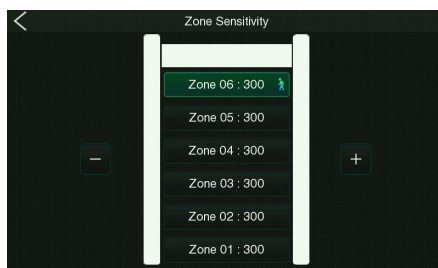 Zone Sensitivity
Zone 06 : 300
Zone 05 : 300
Zone 04 : 300
Zone 03 : 300
Zone 02 : 300
Zone 01 : 300